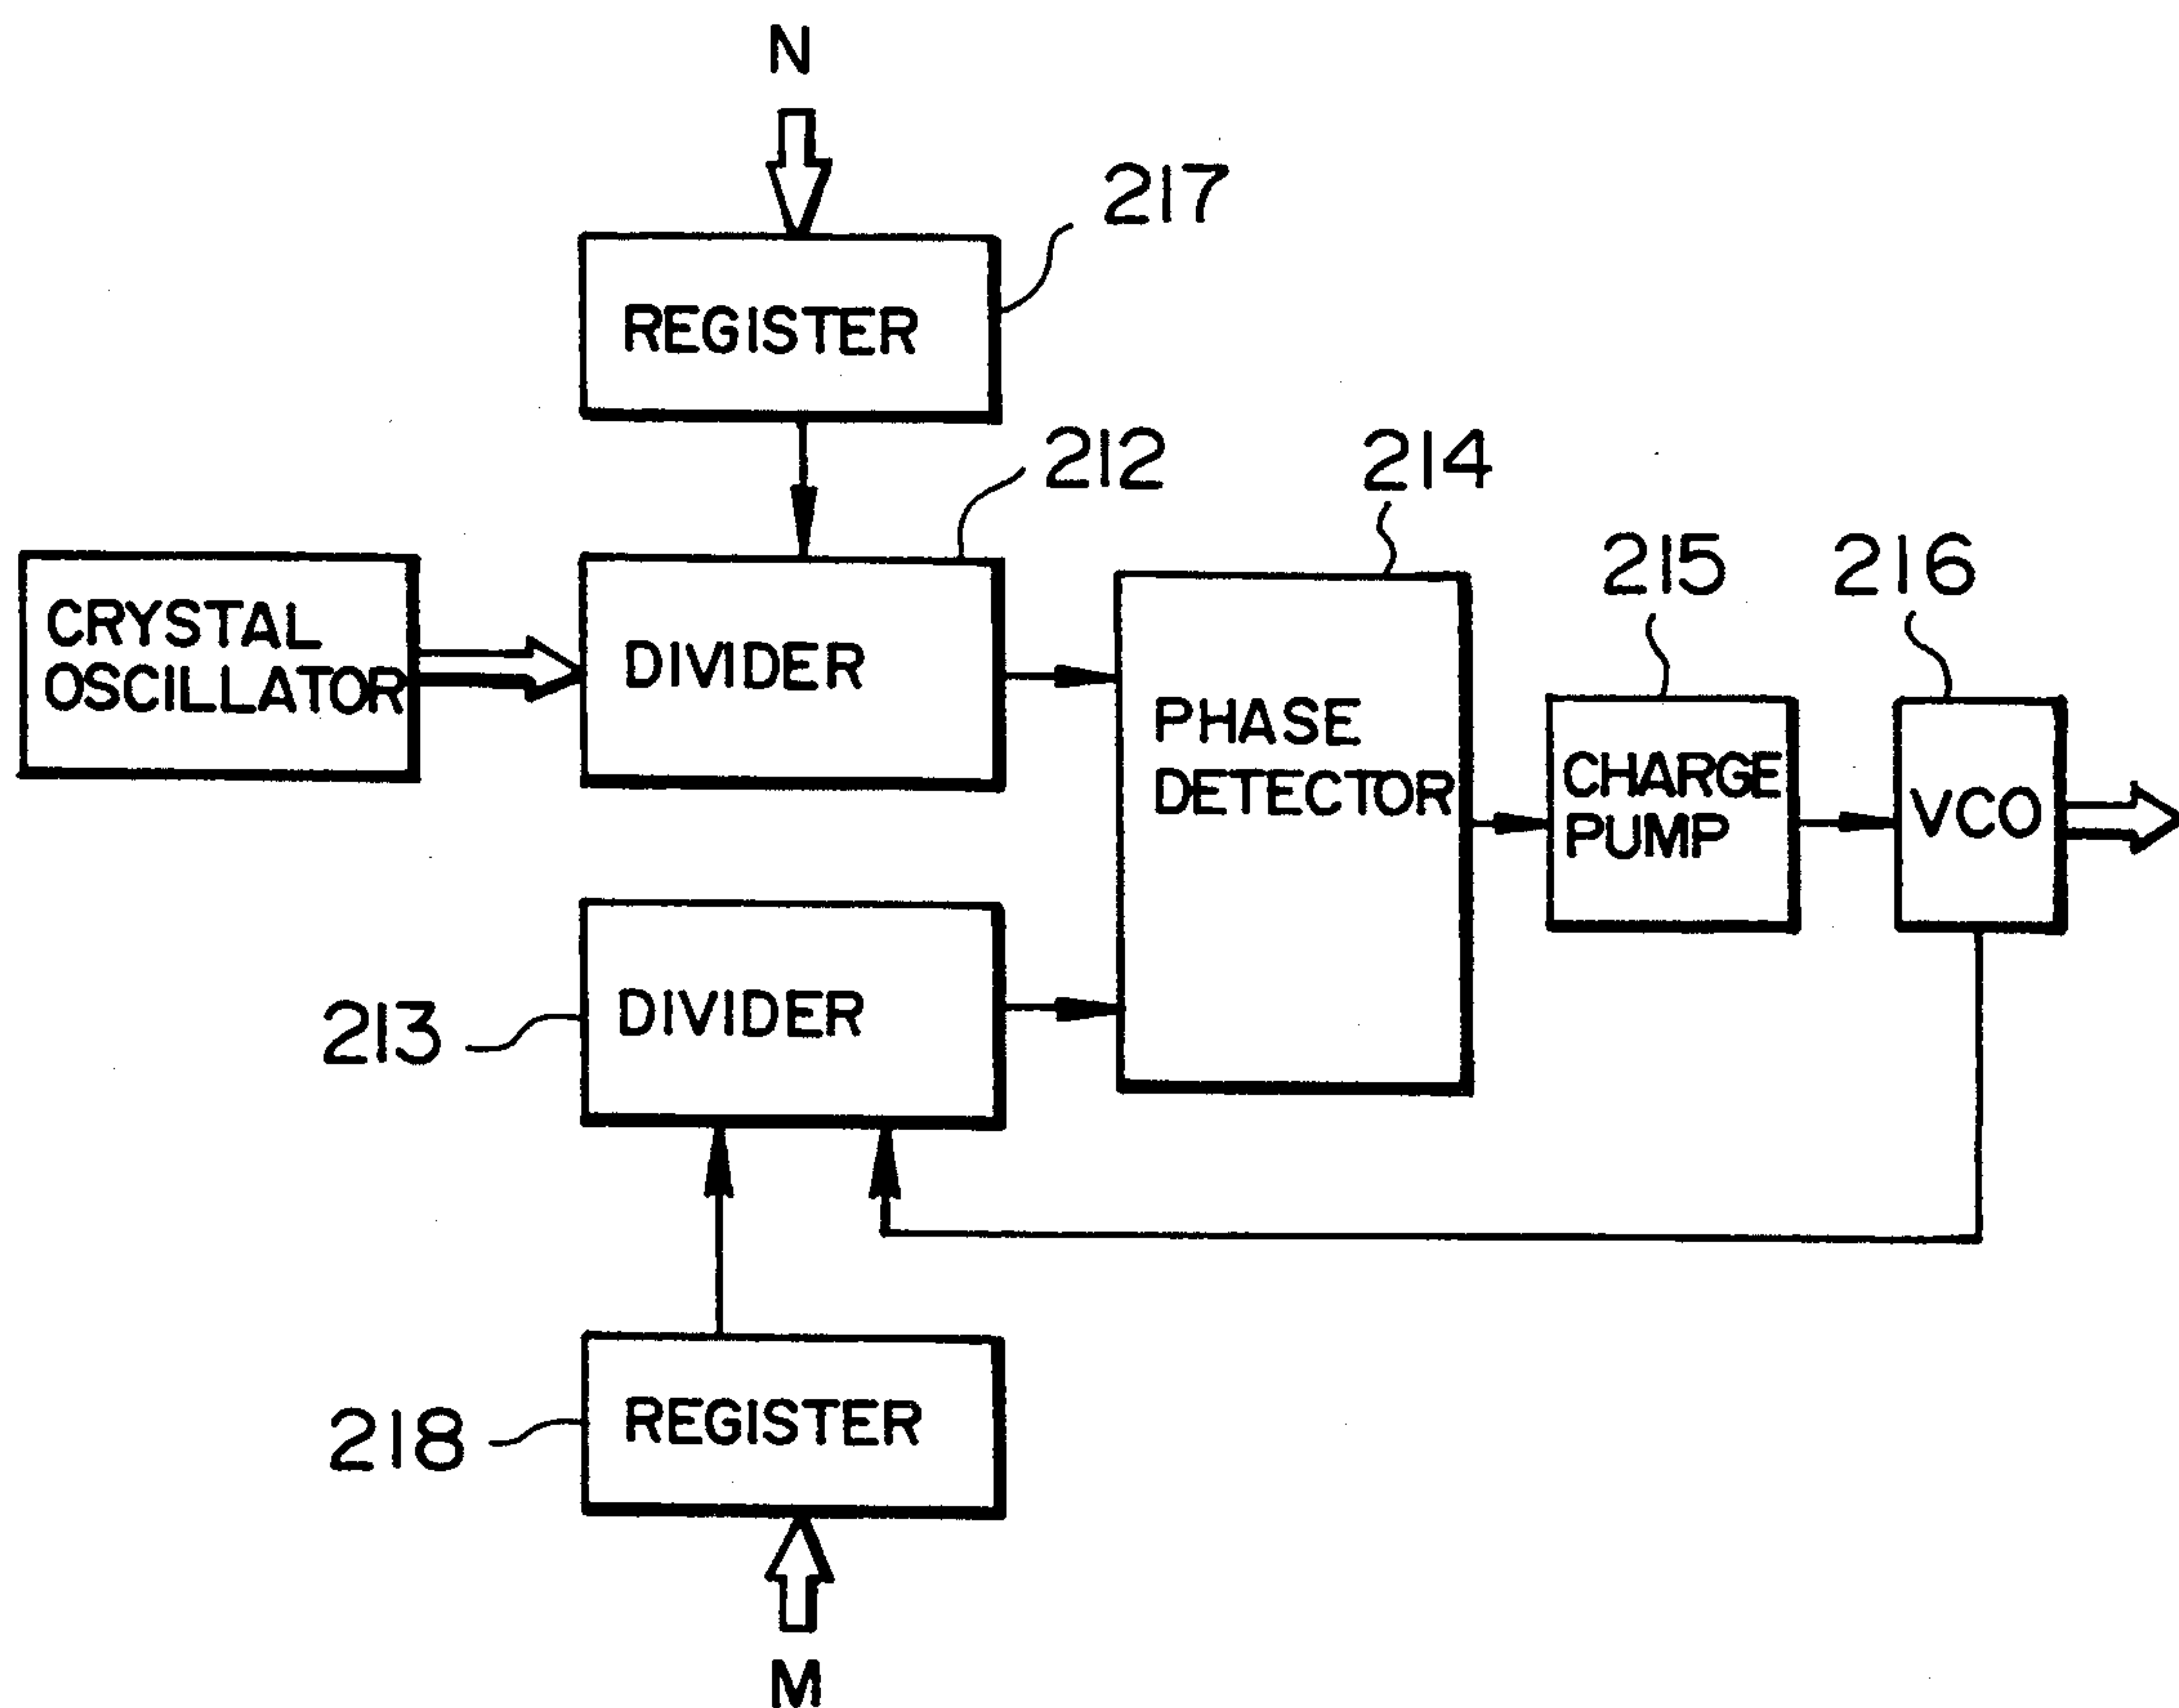 N
217
REGISTER
212
214
215
216
CRYSTAL
OSCILLATOR
DIVIDER
PHASE
DETECTOR
CHARGE
PUMP
VCO
213
DIVIDER
218
REGISTER
M